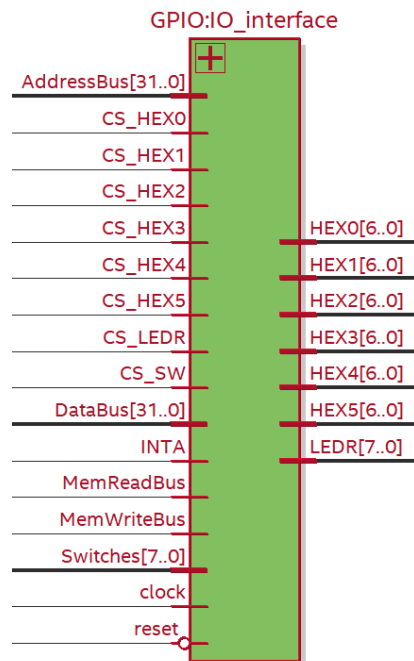 GPIO:IO_interface
AddressBus[31..0]
CS_HEX0
CS_HEX1
CS_HEX2
CS_HEX3
HEX0[6..0]
CS_HEX4
HEX1[6..0]
CS_HEX5
HEX2[6..0]
CS_LEDR
HEX3[6..0]
CS_SW
HEX4[6..0]
DataBus[31..0]
HEX5[6..0]
INTA
LEDR[7..0]
MemReadBus
MemWriteBus
Switches[7..0]
clock
reset